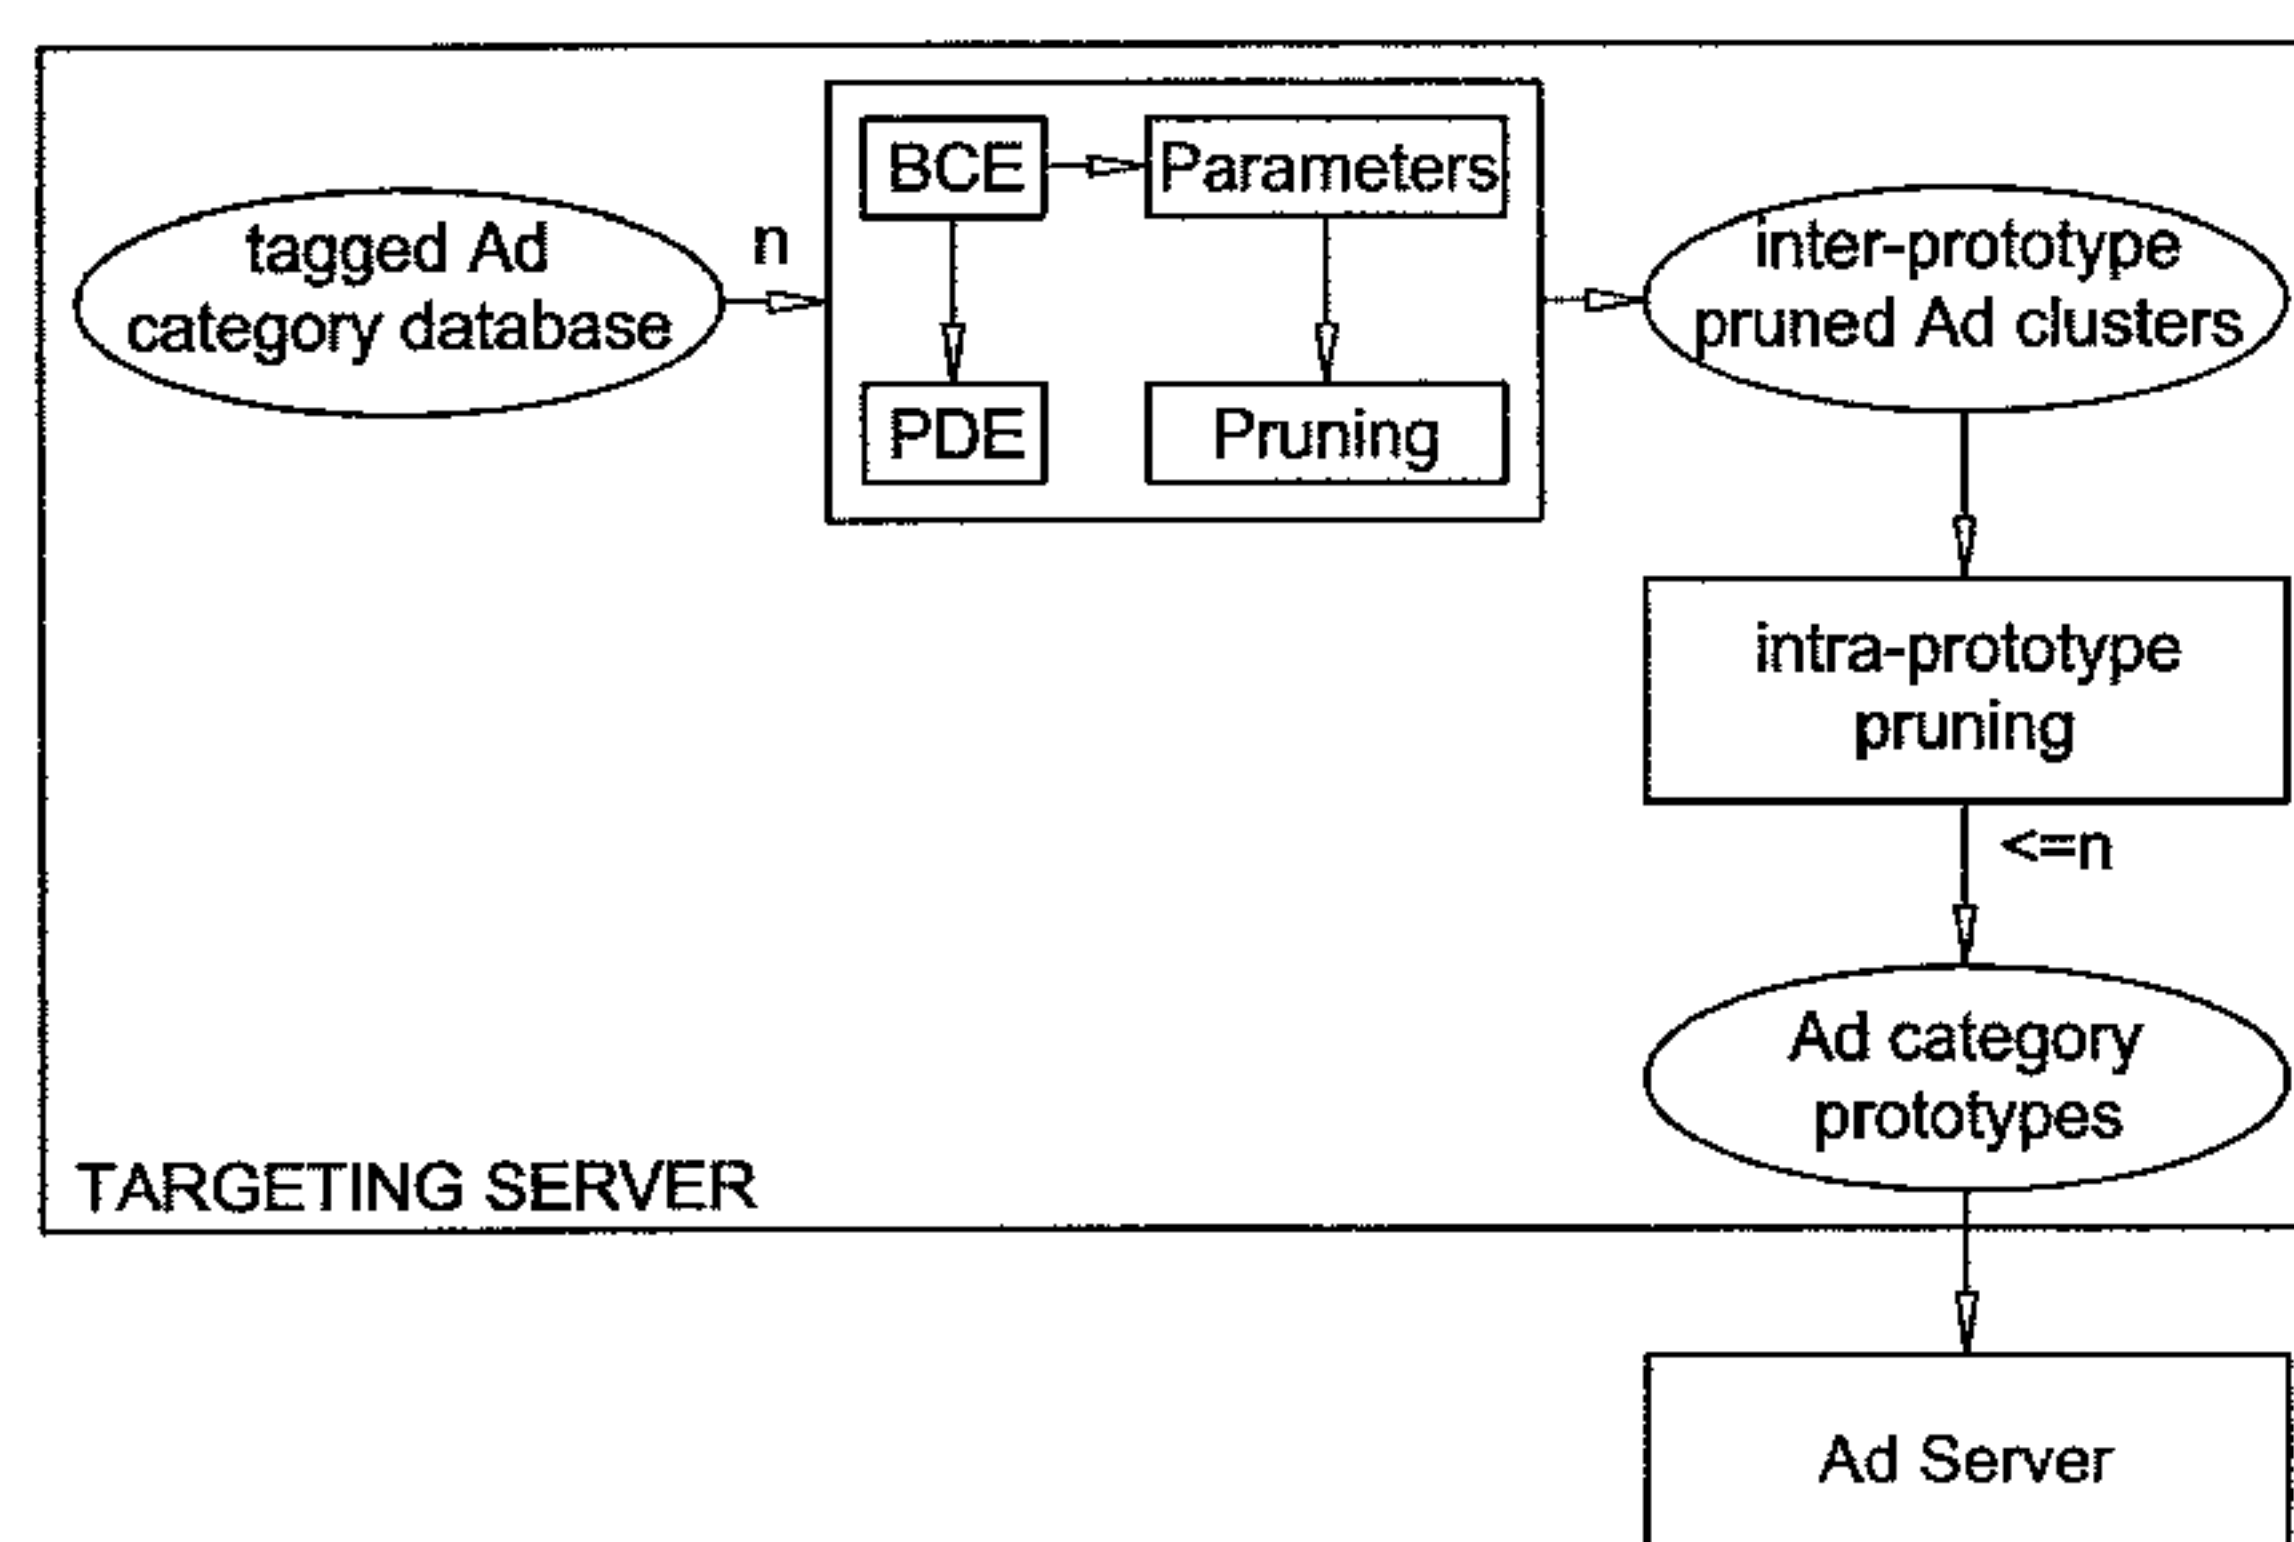 BCE
Parameters
tagged Ad
category database
n
PDE
Pruning
inter-prototype
pruned Ad clusters
intra-prototype
pruning
<=n
Ad category
prototypes
TARGETING SERVER
Ad Server